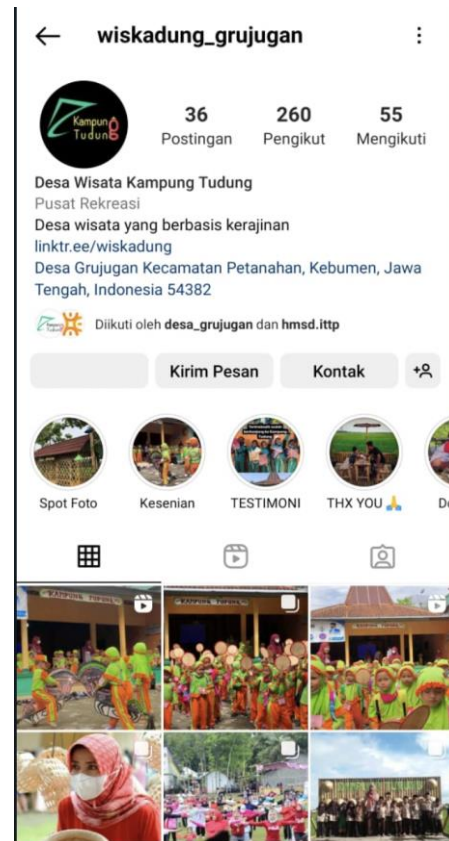 wiskadung_grujugan
Kampung
Tudung
36
260
55
Postingan
Pengikut
Mengikuti
Desa Wisata Kampung Tudung
Pusat Rekreasi
Desa wisata yang berbasis kerajinan
linktr.ee/wiskadung
Desa Grujugan Kecamatan Petanahan, Kebumen, Jawa
Tengah, Indonesia 54382
Diikuti oleh desa_grujugan dan hmsd.ittp
Kirim Pesan
Kontak
Spot Foto
Kesenian
TESTIMONI
THX YOU 🙏
KAMPUNG TUDUNG
KAMPUNG TUDUNG